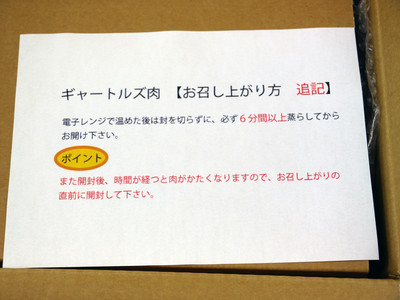 ギャートルズ肉 【お召し上がり方 追記】
電子レンジで温めた後は封を切らずに、必ず６分間以上蒸らしてから
お開け下さい。
ポイント
また開封後、時間が経つと肉がかたくなりますので、お召し上がりの
直前に開封して下さい。